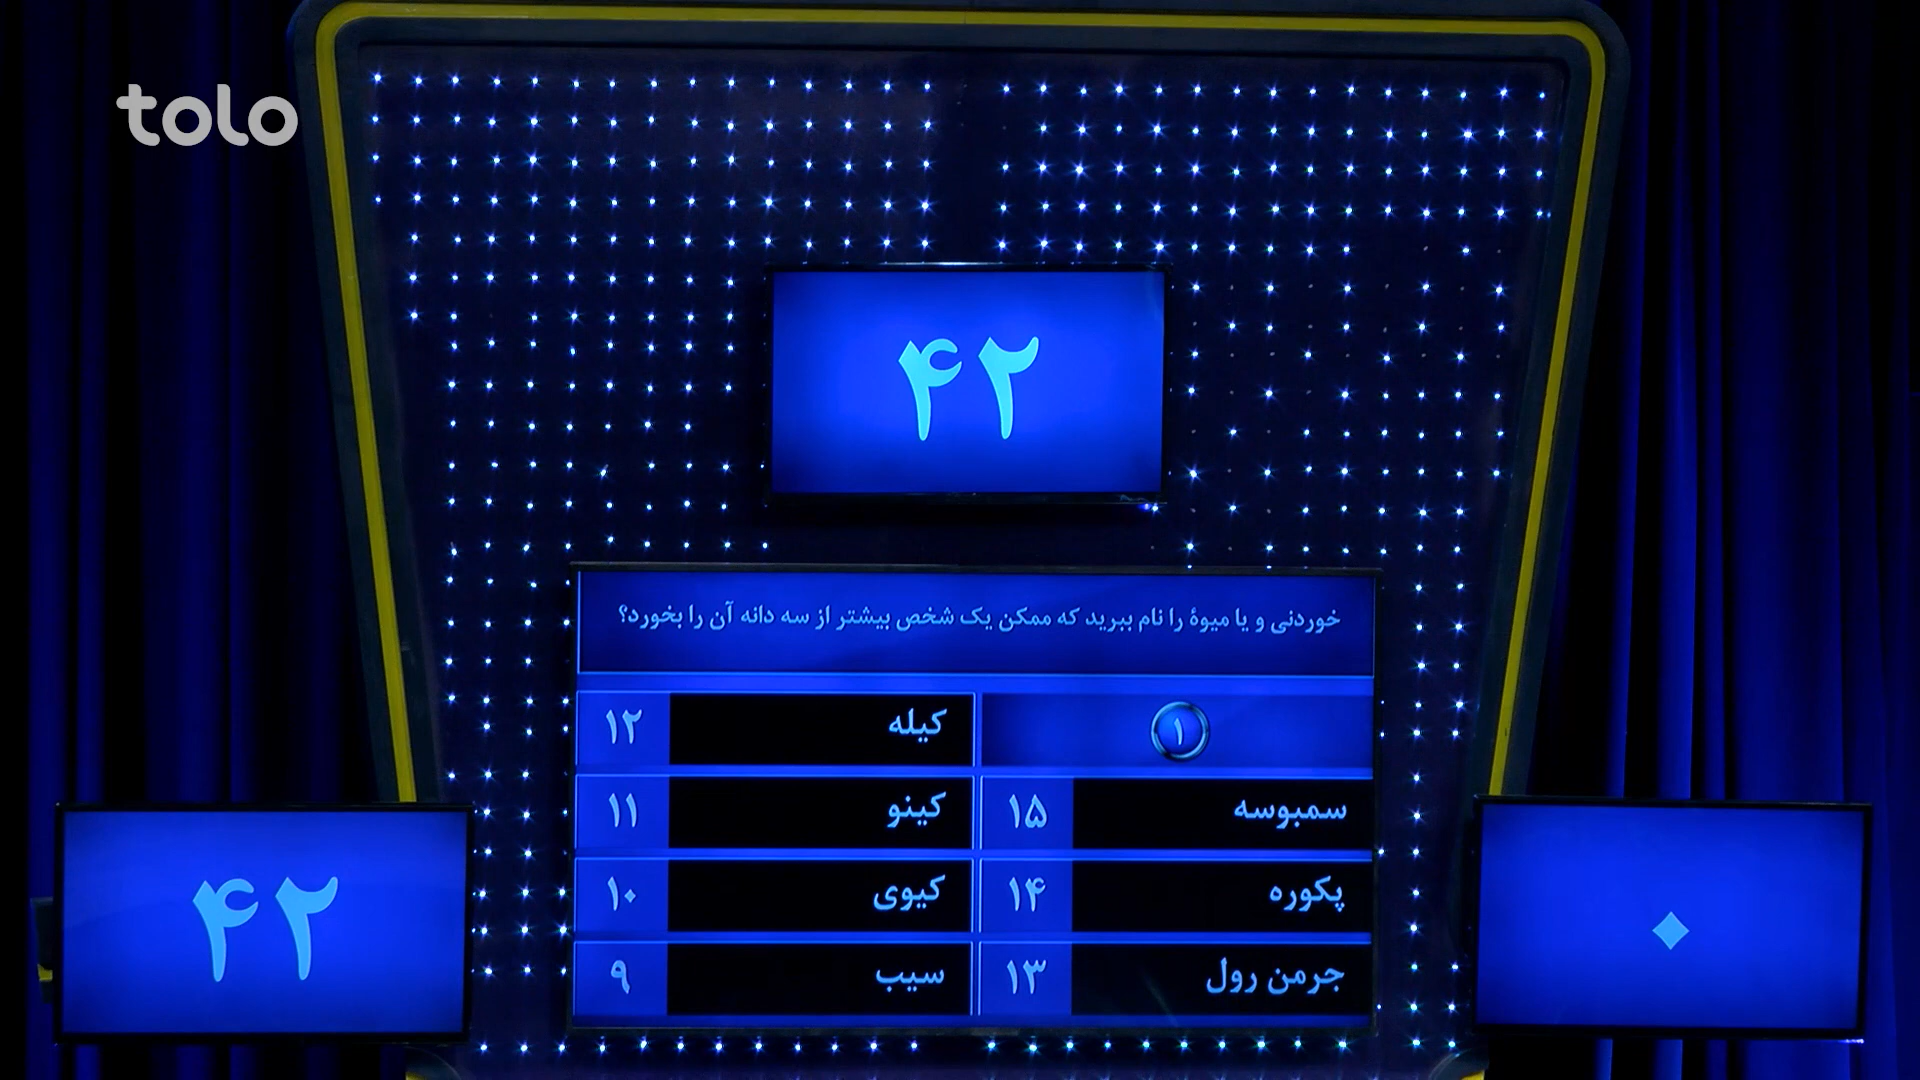 tolo
۴۲
خوردنی و یا میوۀ را نام ببرید که ممکن یک شخص بیشتر از سه دانه آن را بخورد؟
۱
سمبوسه ۱۵
پکوره ۱۴
جرمن رول ۱۳
کیله ۱۲
کینو ۱۱
کیوی ۱۰
سیب ۹
۴۲
۰